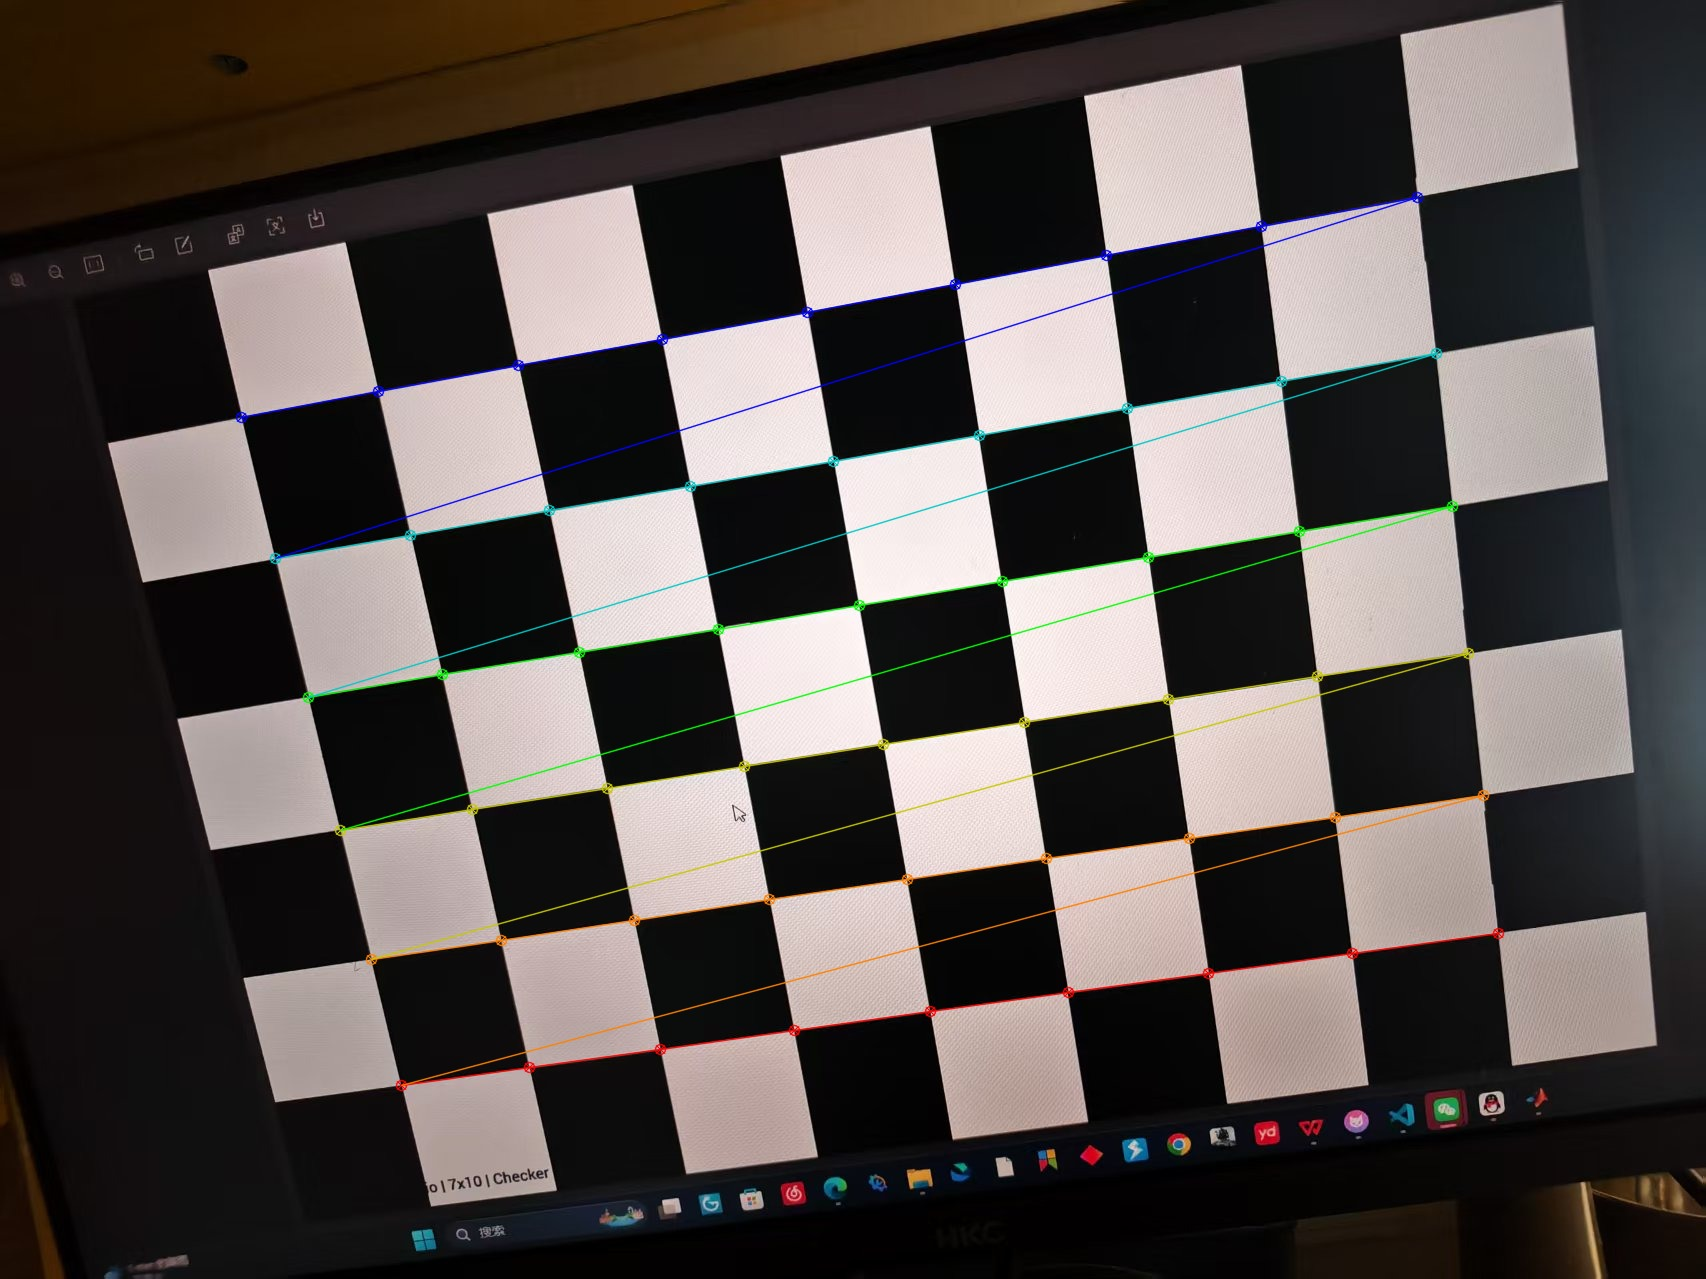 o | 7x10 | Checker
搜索
yd
HKC